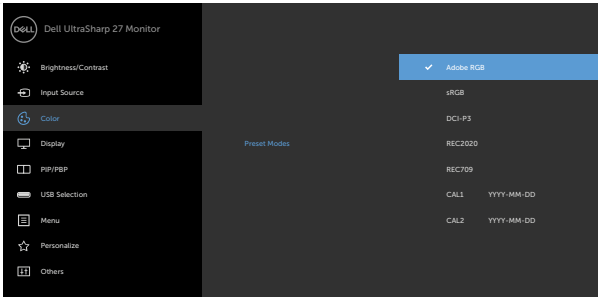 DELL Dell UltraSharp 27 Monitor
Brightness/Contrast
Input Source
Color
Display
PIP/PBP
USB Selection
Menu
Personalize
Others
Preset Modes
Adobe RGB
sRGB
DCI-P3
REC2020
REC709
CAL1 YYYY-MM-DD
CAL2 YYYY-MM-DD